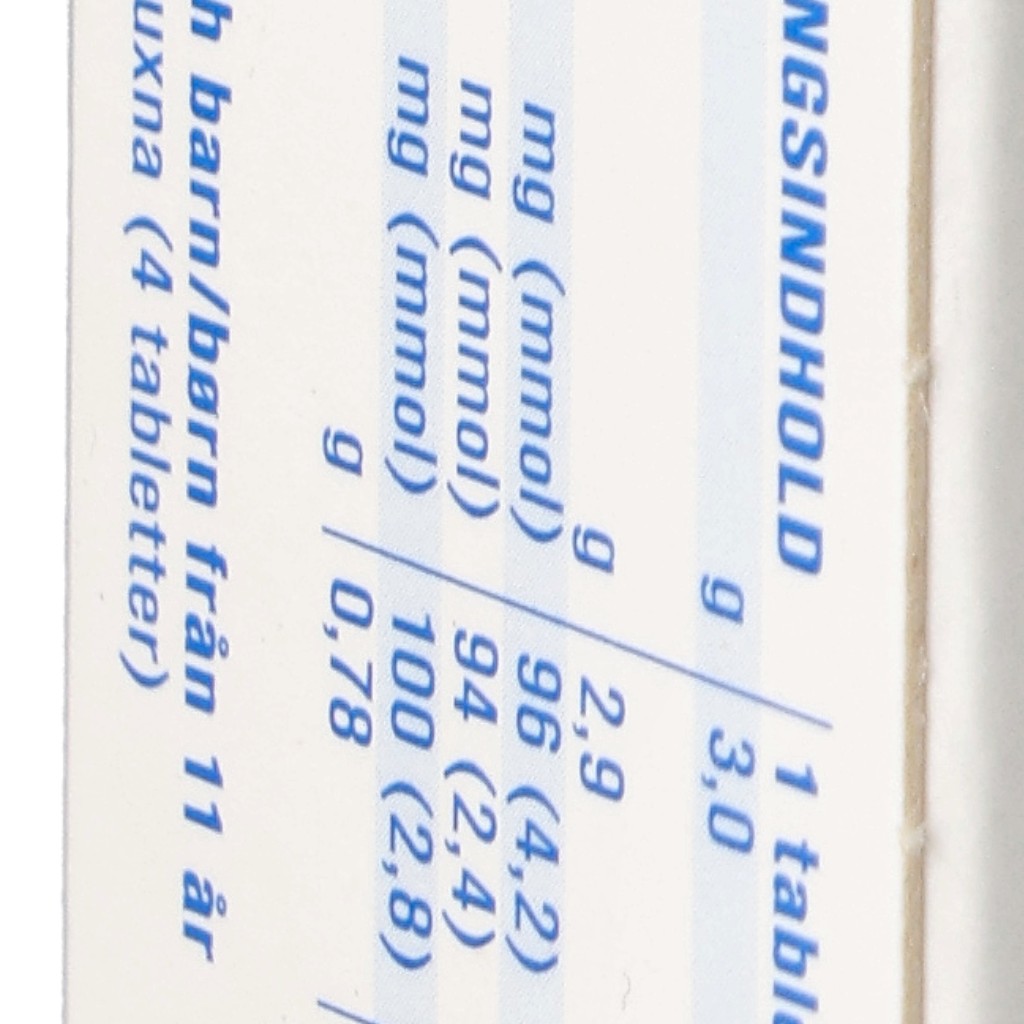 NGSINDHOLD 1 tabl
g 3,0
g 2,9
mg (mmol) 96 (4,2)
mg (mmol) 94 (2,4)
mg (mmol) 100 (2,8)
g 0,78
h barn/børn från 11 år
uxna (4 tabletter)